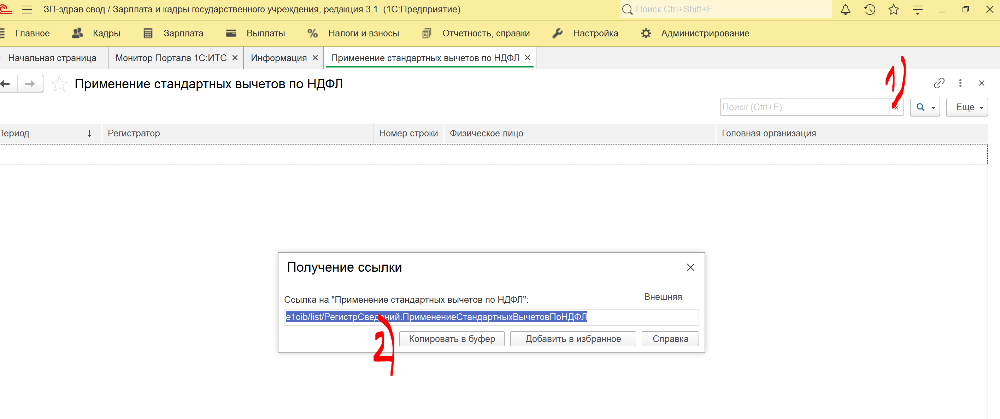 ЗП-здрав свод / Зарплата и кадры государственного учреждения, редакция 3.1 (1С:Предприятие)
Поиск Ctrl+Shift+F
Главное
Кадры
Зарплата
Выплаты
Налоги и взносы
Отчетность, справки
Настройка
Администрирование
Начальная страница
Монитор Портала 1С:ИТС
Информация
Применение стандартных вычетов по НДФЛ
Применение стандартных вычетов по НДФЛ
1)
Поиск (Ctrl+F)
Еще
Период
Регистратор
Номер строки
Физическое лицо
Головная организация
Получение ссылки
Ссылка на "Применение стандартных вычетов по НДФЛ":
Внешняя
e1cib/list/РегистрСведений.ПрименениеСтандартныхВычетовПоНДФЛ
2)
Копировать в буфер
Добавить в избранное
Справка